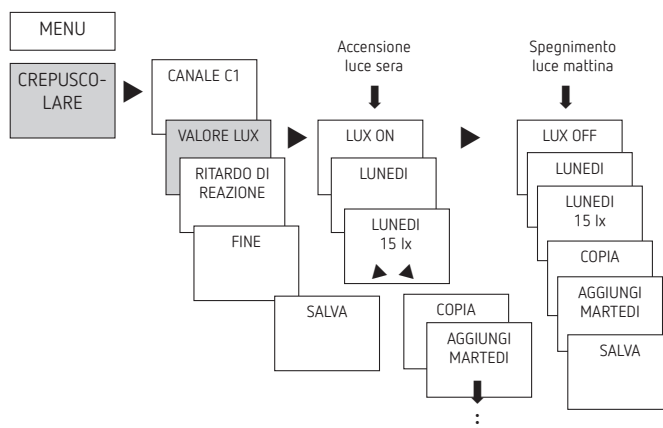 MENU
CREPUSCO-
LARE
CANALE C1
VALORE LUX
RITARDO DI
REAZIONE
FINE
SALVA
Accensione
luce sera
LUX ON
LUNEDI
LUNEDI
15 lx
COPIA
AGGIUNGI
MARTEDI
Spegnimento
luce mattina
LUX OFF
LUNEDI
LUNEDI
15 lx
COPIA
AGGIUNGI
MARTEDI
SALVA